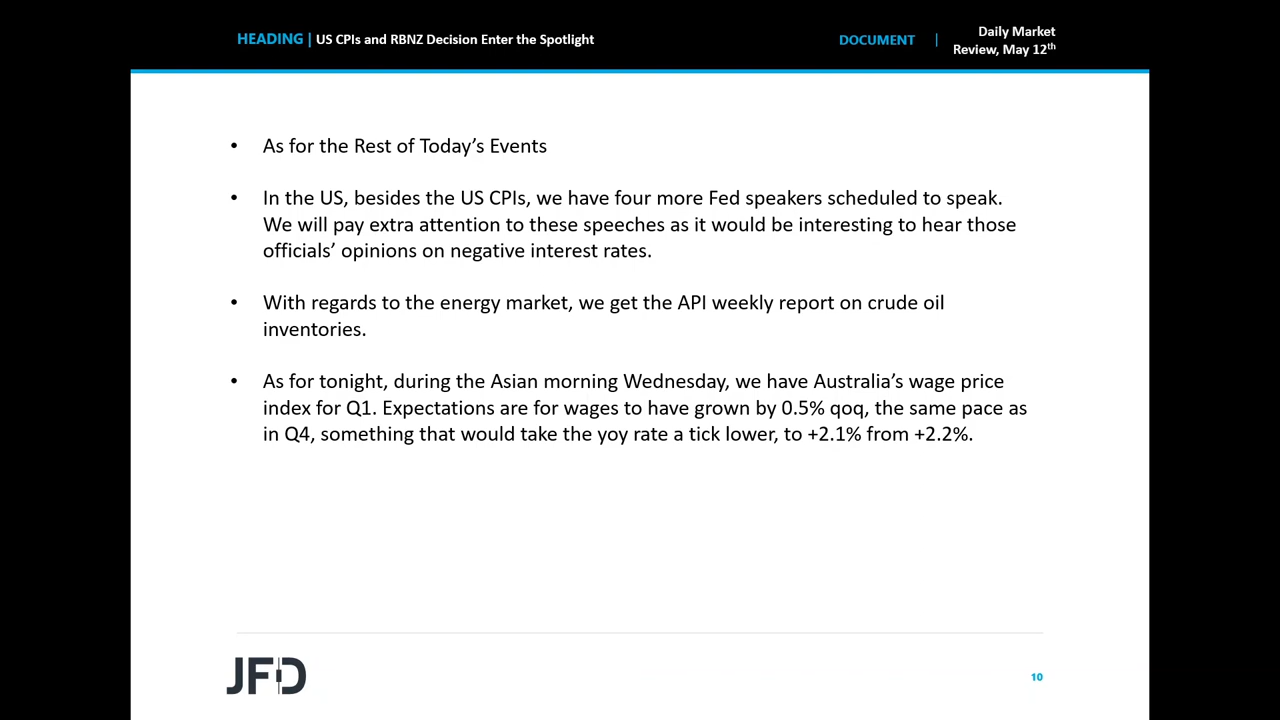 HEADING | US CPIs and RBNZ Decision Enter the Spotlight
DOCUMENT | Daily Market
Review, May 12th
• As for the Rest of Today’s Events
• In the US, besides the US CPIs, we have four more Fed speakers scheduled to speak.
We will pay extra attention to these speeches as it would be interesting to hear those
officials’ opinions on negative interest rates.
• With regards to the energy market, we get the API weekly report on crude oil
inventories.
• As for tonight, during the Asian morning Wednesday, we have Australia’s wage price
index for Q1. Expectations are for wages to have grown by 0.5% qoq, the same pace as
in Q4, something that would take the yoy rate a tick lower, to +2.1% from +2.2%.
JFD
10